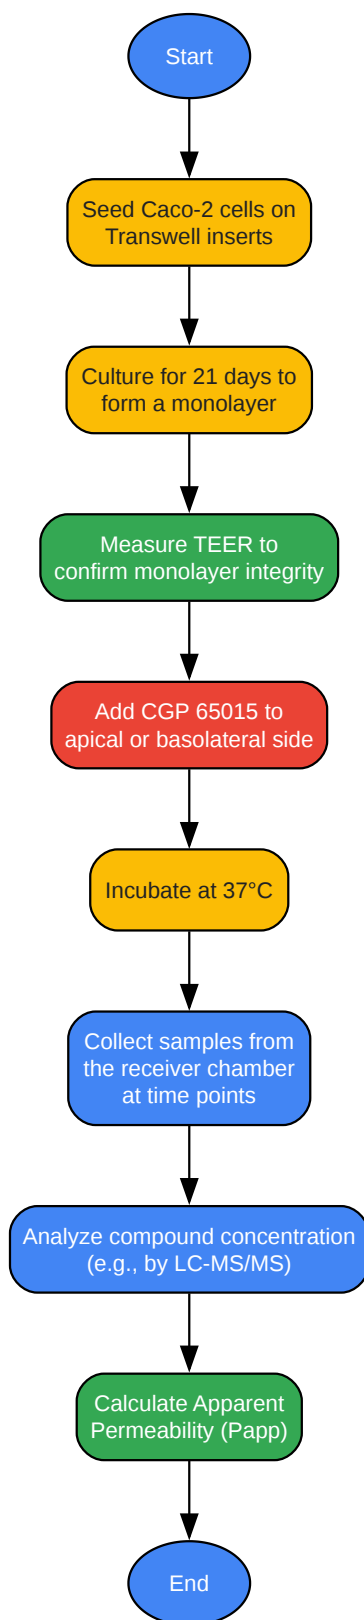 Start
Seed Caco-2 cells on
Transwell inserts
Culture for 21 days to
form a monolayer
Measure TEER to
confirm monolayer integrity
Add CGP 65015 to
apical or basolateral side
Incubate at 37°C
Collect samples from
the receiver chamber
at time points
Analyze compound concentration
(e.g., by LC-MS/MS)
Calculate Apparent
Permeability (Papp)
End